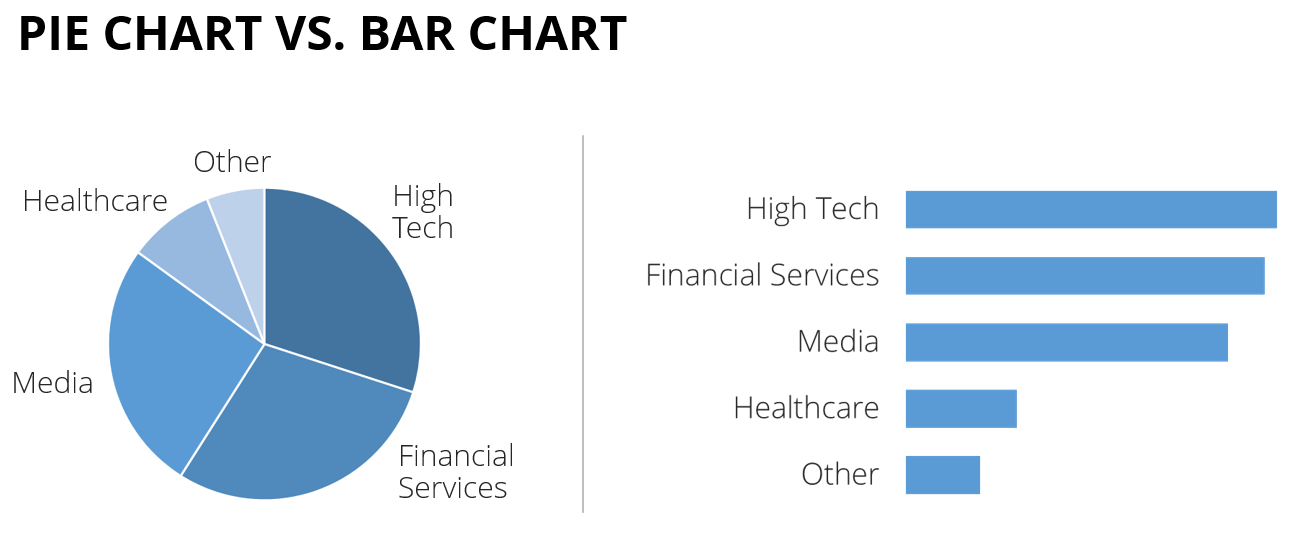 PIE CHART VS. BAR CHART
Other
Healthcare
High
Tech
Media
Financial
Services
High Tech
Financial Services
Media
Healthcare
Other